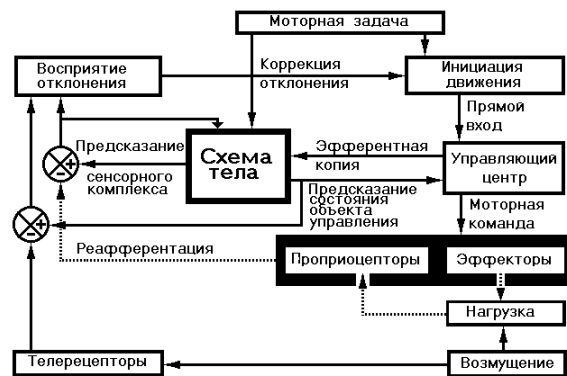 Моторная задача
Восприятие
отклонения
Коррекция
отклонения
Инициация
движения
Прямой
вход
Предсказание
сенсорного
комплекса
Схема
тела
Эфферентная
копия
Управляющий
центр
Предсказание
состояния
объекта
управления
Моторная
команда
Реафферентация
Проприоцепторы
Эффекторы
Нагрузка
Телерецепторы
Возмущение